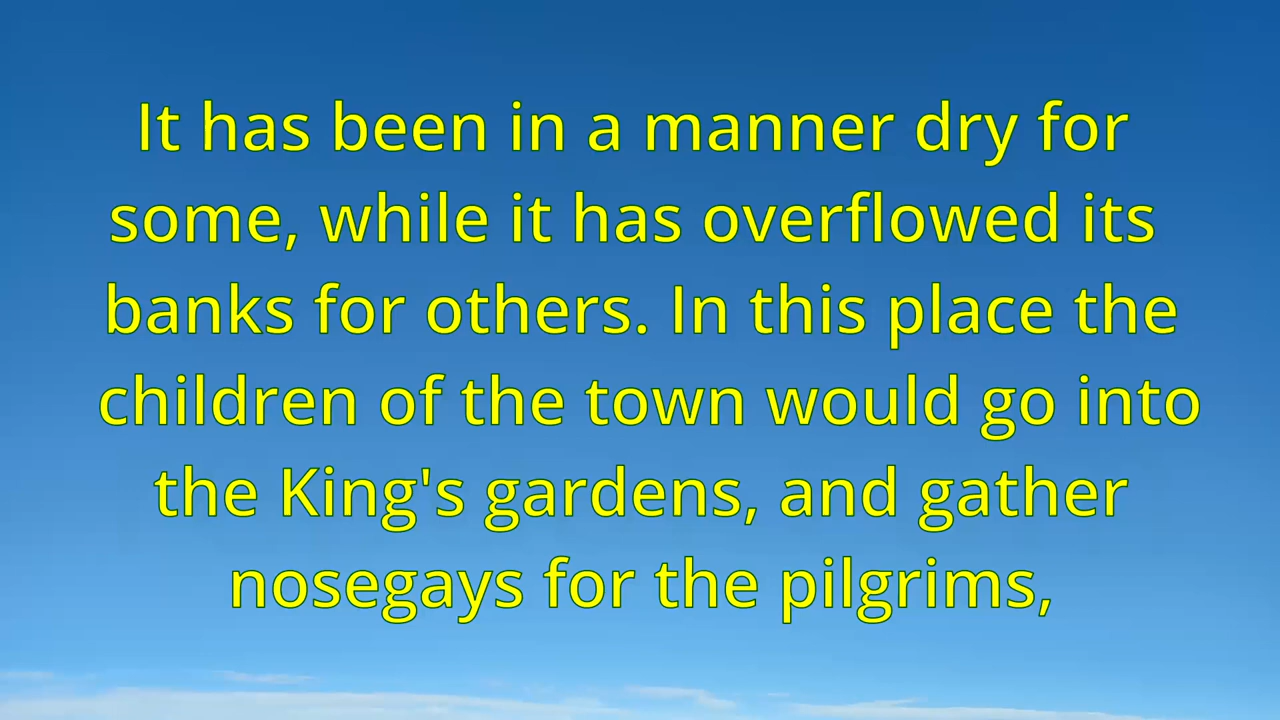 It has been in a manner dry for
some, while it has overflowed its
banks for others. In this place the
children of the town would go into
the King's gardens, and gather
nosegays for the pilgrims,